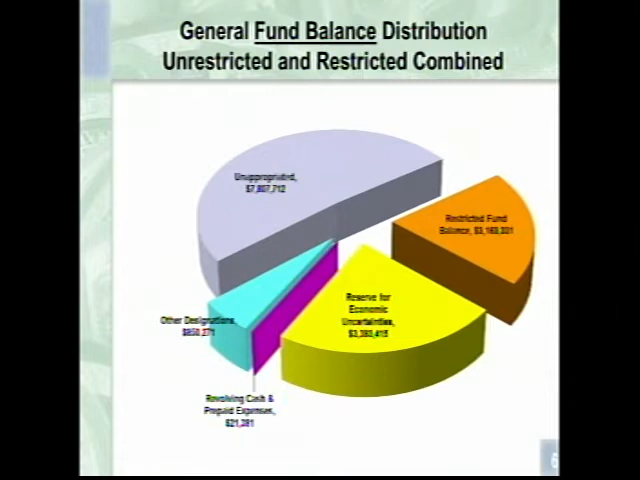 General Fund Balance Distribution
Unrestricted and Restricted Combined
Unappropriated,
Restricted Fund
Balance,
Reserve for
Economic
Uncertainties,
Other Designations,
Revolving Cash &
Prepaid Expenses,